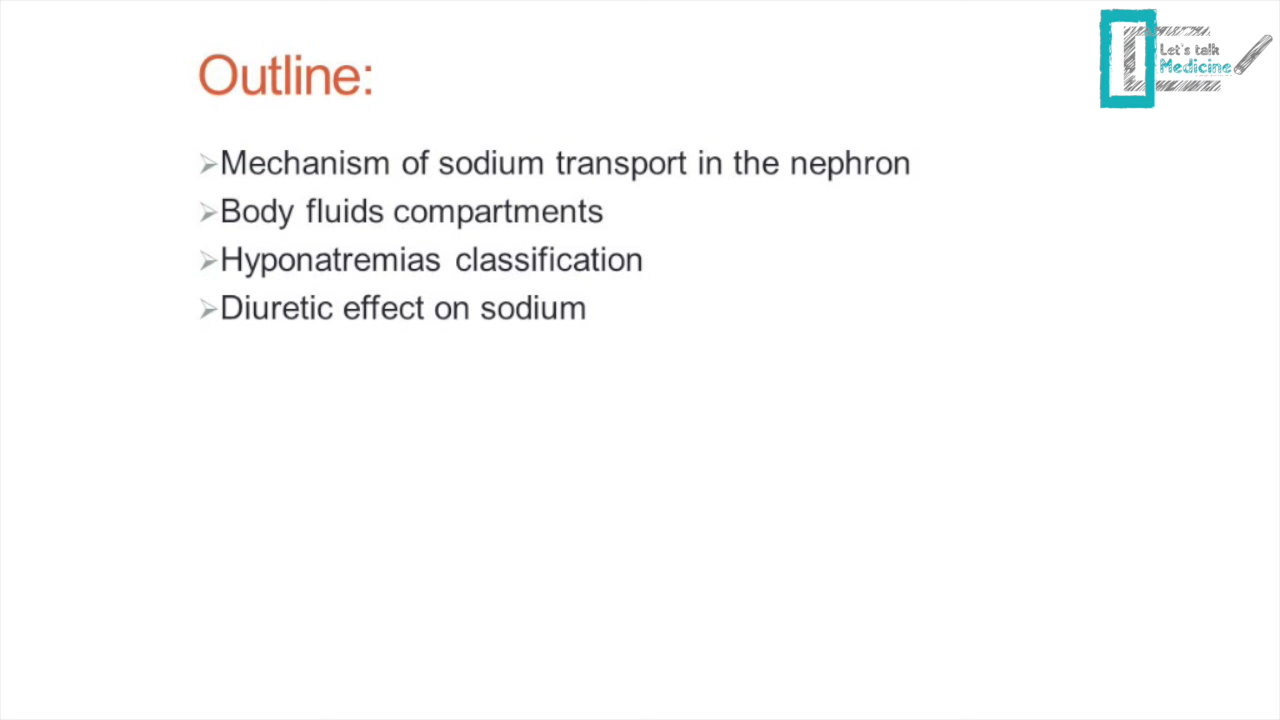 Let's talk
Medicine
Outline:
Mechanism of sodium transport in the nephron
Body fluids compartments
Hyponatremias classification
Diuretic effect on sodium